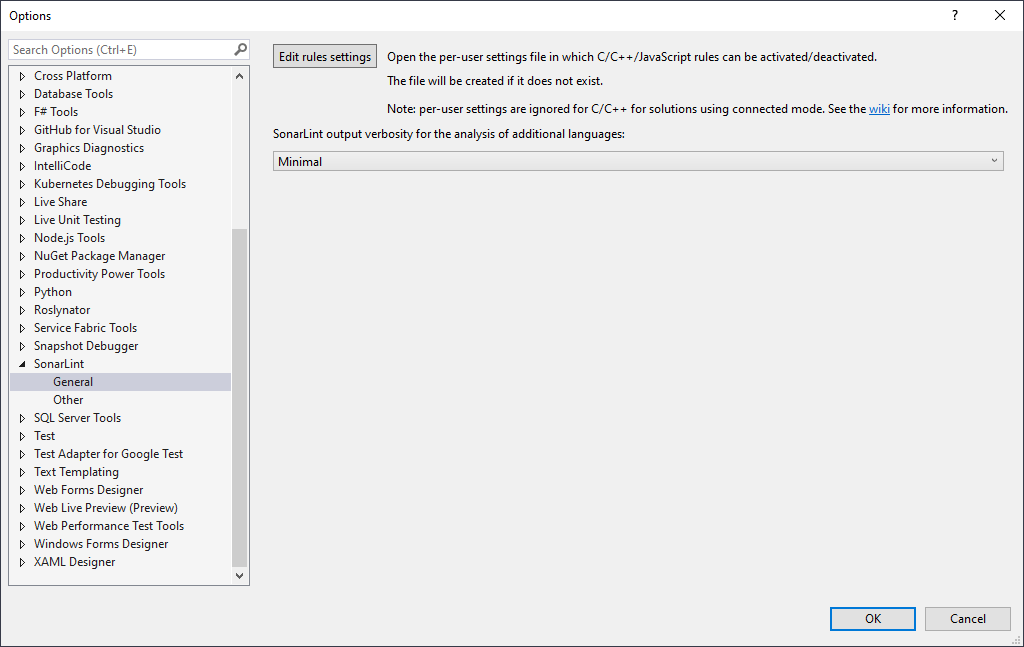 Options
?
Search Options (Ctrl+E)
Cross Platform
Database Tools
F# Tools
GitHub for Visual Studio
Graphics Diagnostics
IntelliCode
Kubernetes Debugging Tools
Live Share
Live Unit Testing
Node.js Tools
NuGet Package Manager
Productivity Power Tools
Python
Roslynator
Service Fabric Tools
Snapshot Debugger
SonarLint
General
Other
SQL Server Tools
Test
Test Adapter for Google Test
Text Templating
Web Forms Designer
Web Live Preview (Preview)
Web Performance Test Tools
Windows Forms Designer
XAML Designer
Edit rules settings
Open the per-user settings file in which C/C++/JavaScript rules can be activated/deactivated.
The file will be created if it does not exist.
Note: per-user settings are ignored for C/C++ for solutions using connected mode. See the wiki for more information.
SonarLint output verbosity for the analysis of additional languages:
Minimal
OK
Cancel